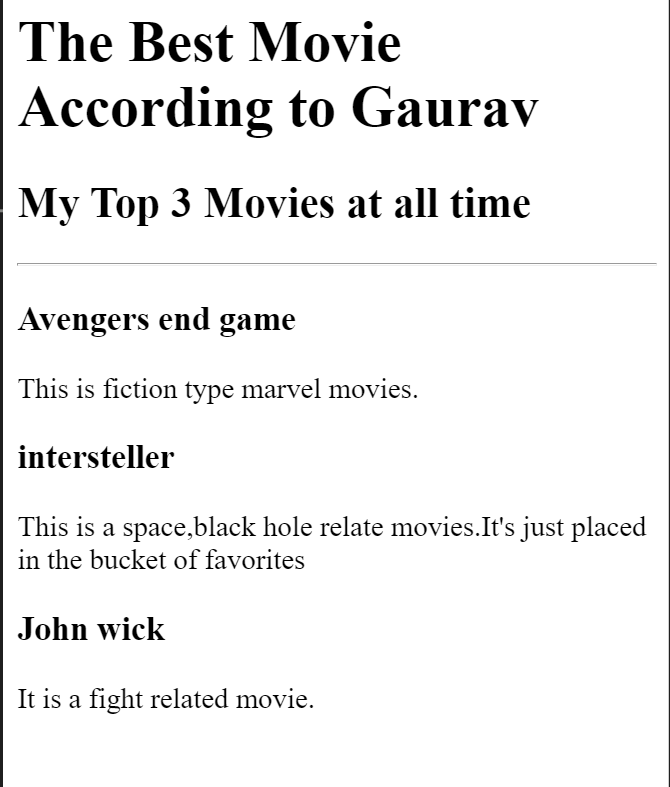 The Best Movie
According to Gaurav
My Top 3 Movies at all time
Avengers end game
This is fiction type marvel movies.
intersteller
This is a space,black hole relate movies.It's just placed
in the bucket of favorites
John wick
It is a fight related movie.